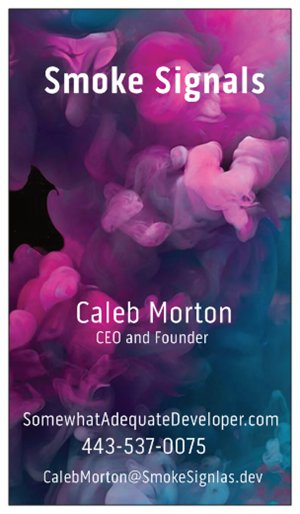 Smoke Signals
Caleb Morton
CEO and Founder
SomewhatAdequateDeveloper.com
443-537-0075
CalebMorton@SmokeSignlas.dev